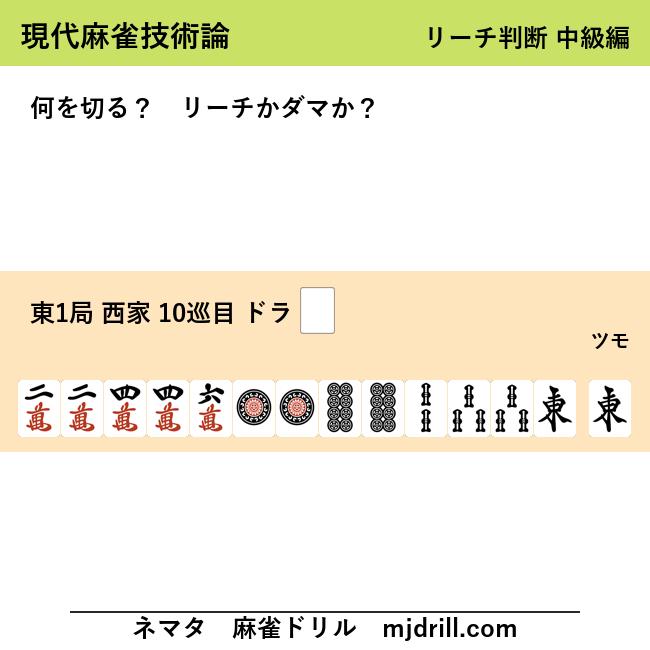 現代麻雀技術論 リーチ判断 中級編
何を切る？ リーチかダマか？
東1局 西家 10巡目 ドラ
ツモ
二萬 二萬 四萬 四萬 六萬 東 東
ネマタ 麻雀ドリル mjdrill.com